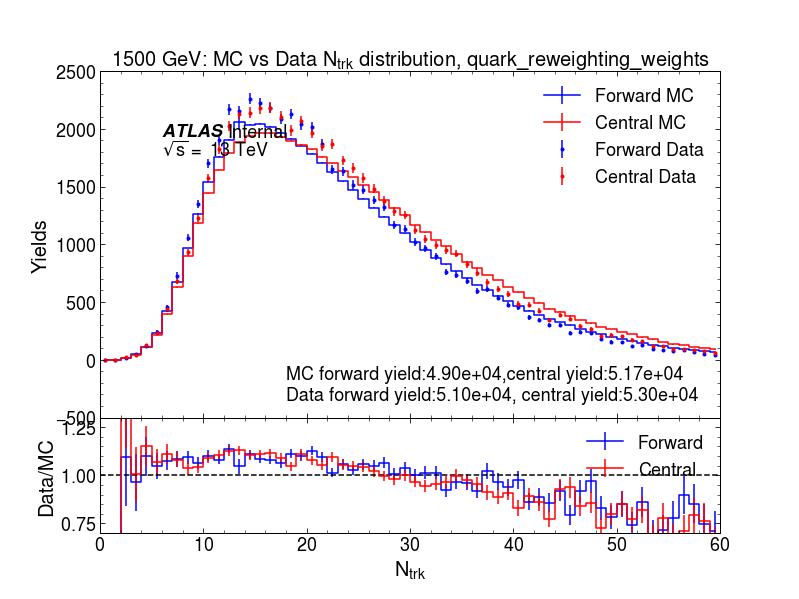 1500 GeV: MC vs Data Ntrk distribution, quark_reweighting_weights
2500
2000
1500
1000
500
0
−500
Yields
ATLAS Internal
√s = 13 TeV
Forward MC
Central MC
Forward Data
Central Data
MC forward yield:4.90e+04,central yield:5.17e+04
Data forward yield:5.10e+04, central yield:5.30e+04
1.25
1.00
0.75
Data/MC
Forward
Central
0 10 20 30 40 50 60
Ntrk